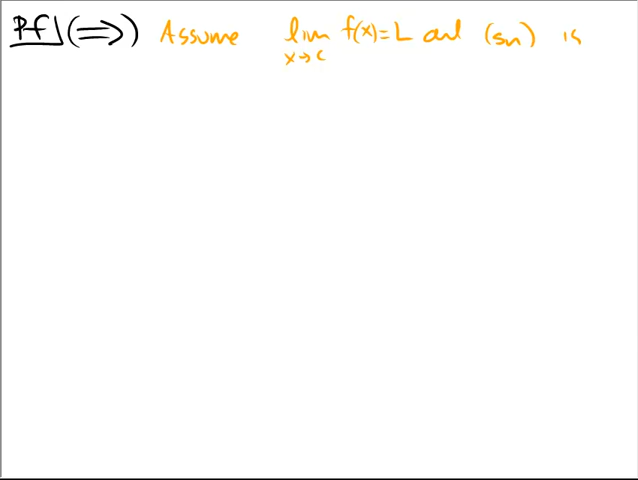 Pf (⇒) Assume lim x→c f(x)=L and (sn) is